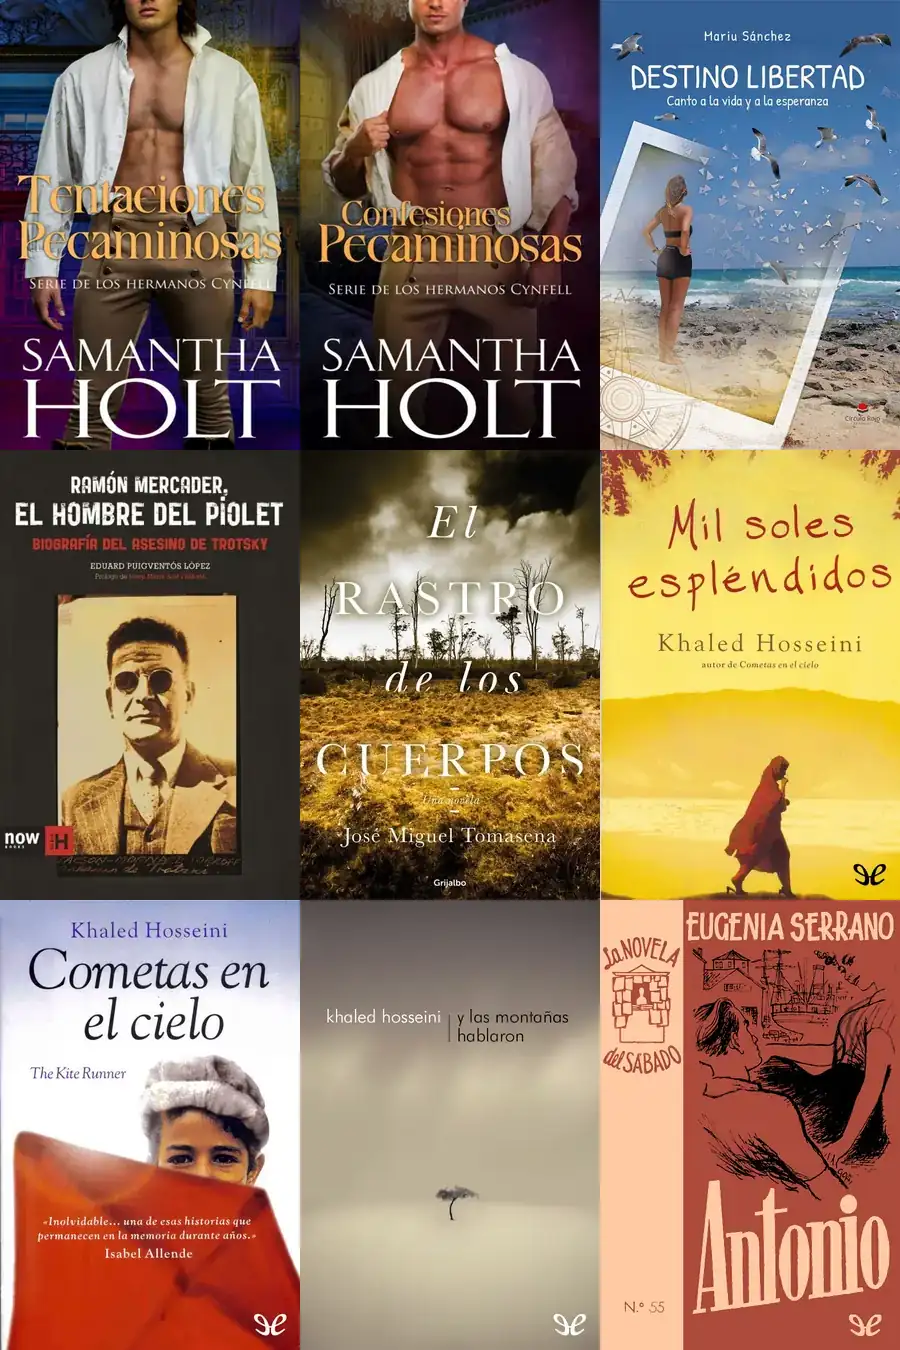 Tentaciones
Pecaminosas
SERIE DE LOS HERMANOS CYNFELL
SAMANTHA
HOLT
Confesiones
Pecaminosas
SERIE DE LOS HERMANOS CYNFELL
SAMANTHA
HOLT
Mariu Sánchez
DESTINO LIBERTAD
Canto a la vida y a la esperanza
Círculo Rojo
RAMÓN MERCADER,
EL HOMBRE DEL PIOLET
BIOGRAFÍA DEL ASESINO DE TROTSKY
EDUARD PUIGVENTÓS LÓPEZ
now
BOOKS
H
El
RASTRO
de los
CUERPOS
Una novela
José Miguel Tomasena
Grijalbo
Mil soles
espléndidos
Khaled Hosseini
autor de Cometas en el cielo
Khaled Hosseini
Cometas en
el cielo
The Kite Runner
«Inolvidable... una de esas historias que
permanecen en la memoria durante años.»
Isabel Allende
khaled hosseini
y las montañas
hablaron
La NOVELA
del SÁBADO
N.º 55
EUGENIA SERRANO
Antonio